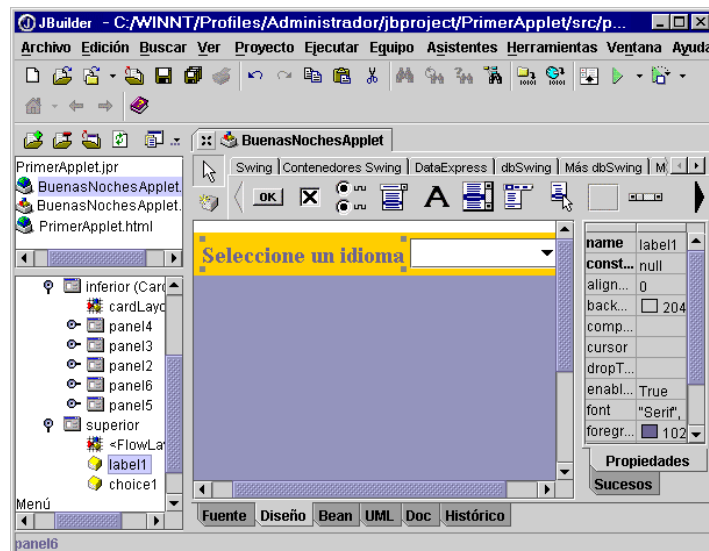 JBuilder - C:/WINNT/Profiles/Administrador/jbproject/PrimerApplet/src/p...
Archivo Edición Buscar Ver Proyecto Ejecutar Equipo Asistentes Herramientas Ventana Ayuda
BuenasNochesApplet
PrimerApplet.jpr
BuenasNochesApplet.
BuenasNochesApplet.
PrimerApplet.html
Swing Contenedores Swing DataExpress dbSwing Más dbSwing M
OK
A
inferior (Card
cardLayo
panel4
panel3
panel2
panel6
panel5
superior
<FlowLa
label1
choice1
Menú
Seleccione un idioma
name label1
const... null
align... 0
back... 204
comp...
cursor
dropT...
enabl... True
font "Serif",
foregr... 102
Propiedades
Sucesos
Fuente Diseño Bean UML Doc Histórico
panel6